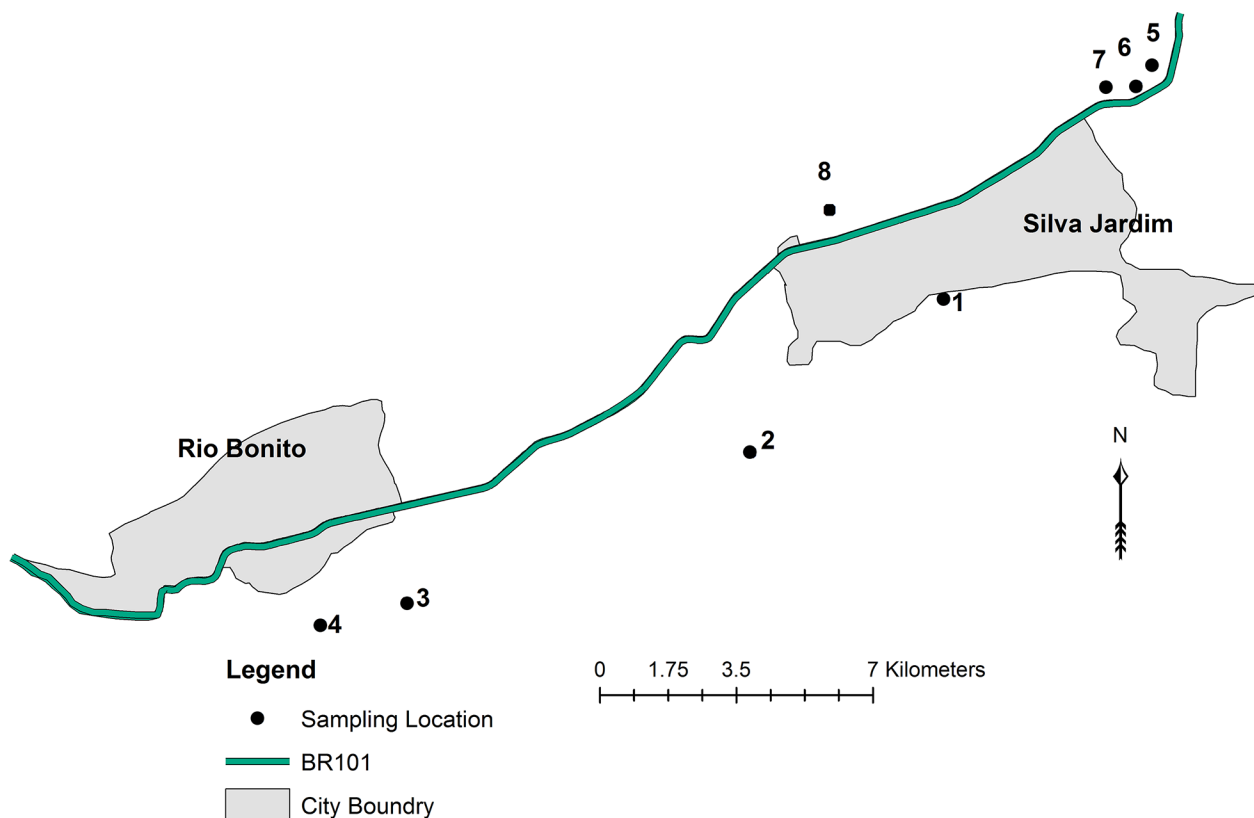 5
6
7
8
Silva Jardim
1
N
2
Rio Bonito
3
4
Legend
Sampling Location
BR101
City Boundry
0 1.75 3.5 7 Kilometers